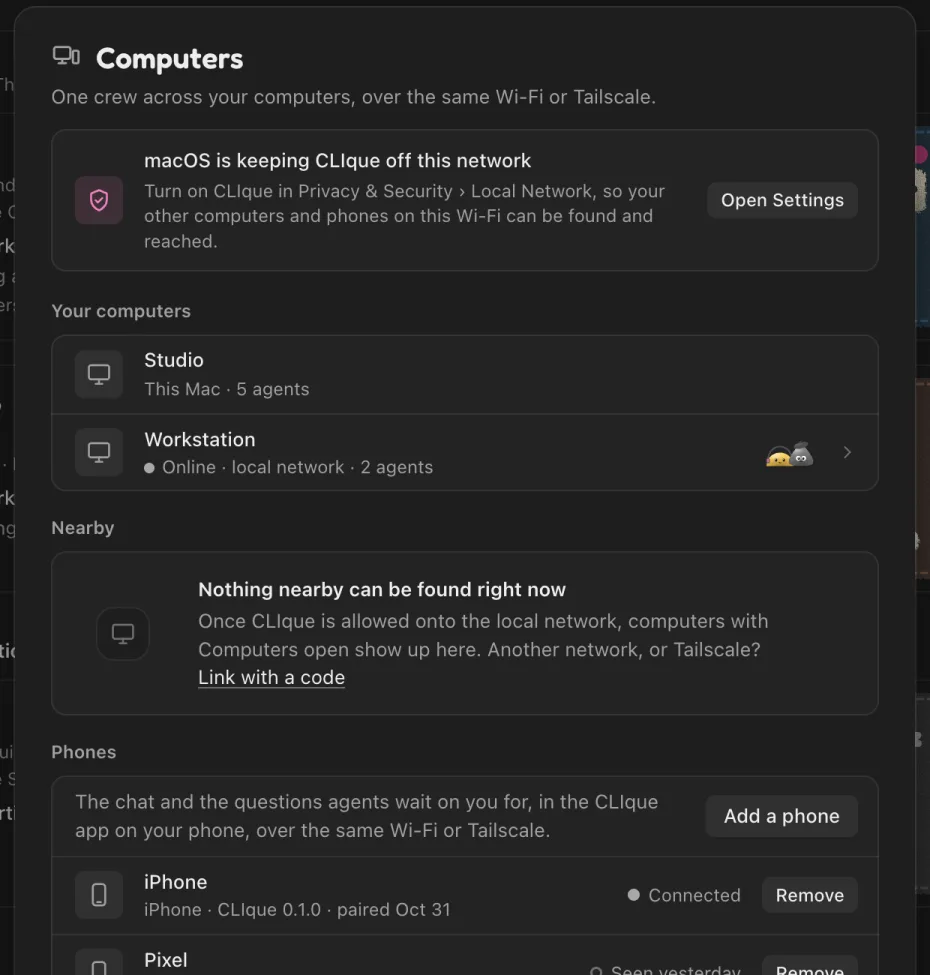 Computers
One crew across your computers, over the same Wi-Fi or Tailscale.
macOS is keeping CLIque off this network
Turn on CLIque in Privacy & Security › Local Network, so your
other computers and phones on this Wi-Fi can be found and
reached.
Open Settings
Your computers
Studio
This Mac · 5 agents
Workstation
Online · local network · 2 agents
Nearby
Nothing nearby can be found right now
Once CLIque is allowed onto the local network, computers with
Computers open show up here. Another network, or Tailscale?
Link with a code
Phones
The chat and the questions agents wait on you for, in the CLIque
app on your phone, over the same Wi-Fi or Tailscale.
Add a phone
iPhone
iPhone · CLIque 0.1.0 · paired Oct 31
Connected
Remove
Pixel
Seen yesterday
Remove